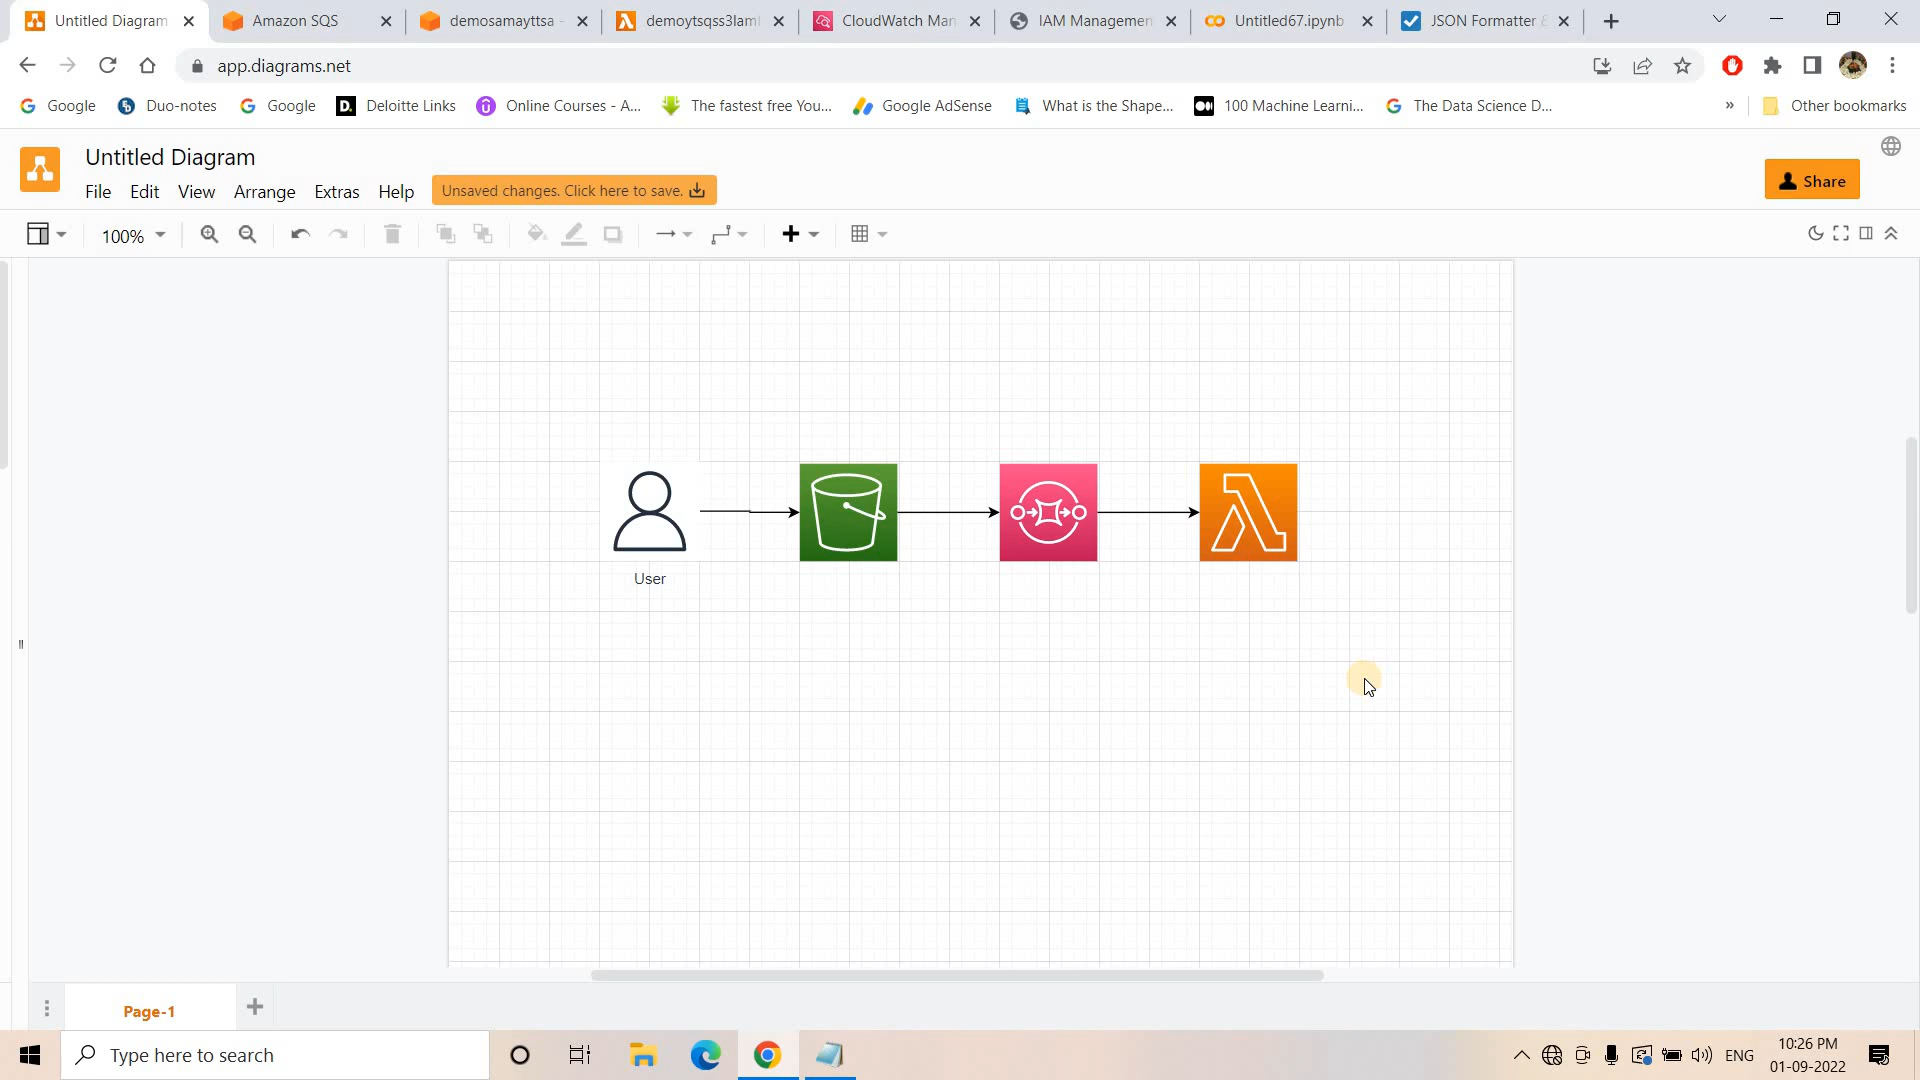 Untitled Diagram
Amazon SQS
demosamayttsa -
demoytsqss3laml
CloudWatch Man
IAM Managemen
Untitled67.ipynb
JSON Formatter &
app.diagrams.net
Google
Duo-notes
Google
D.
Deloitte Links
Online Courses - A...
The fastest free You...
Google AdSense
What is the Shape...
100 Machine Learni...
The Data Science D...
»
Other bookmarks
Untitled Diagram
File
Edit
View
Arrange
Extras
Help
Unsaved changes. Click here to save.
Share
100%
User
Page-1
Type here to search
ENG
10:26 PM
01-09-2022